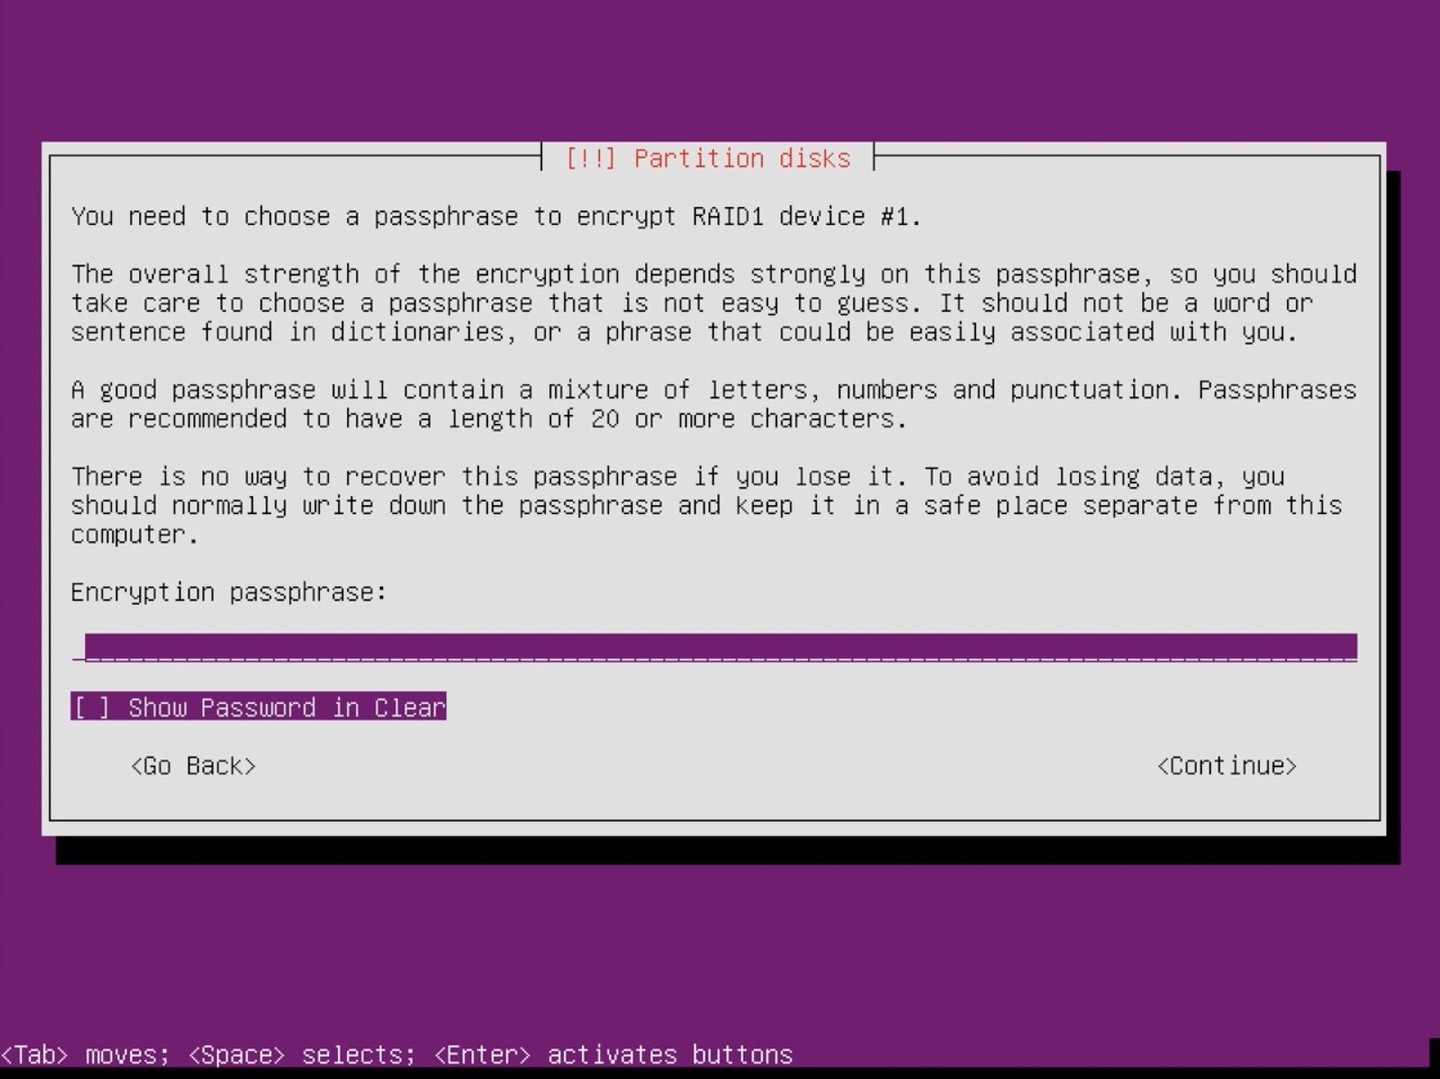 [!!] Partition disks
You need to choose a passphrase to encrypt RAID1 device #1.
The overall strength of the encryption depends strongly on this passphrase, so you should
take care to choose a passphrase that is not easy to guess. It should not be a word or
sentence found in dictionaries, or a phrase that could be easily associated with you.
A good passphrase will contain a mixture of letters, numbers and punctuation. Passphrases
are recommended to have a length of 20 or more characters.
There is no way to recover this passphrase if you lose it. To avoid losing data, you
should normally write down the passphrase and keep it in a safe place separate from this
computer.
Encryption passphrase:
[ ] Show Password in Clear
<Go Back> <Continue>
<Tab> moves; <Space> selects; <Enter> activates buttons